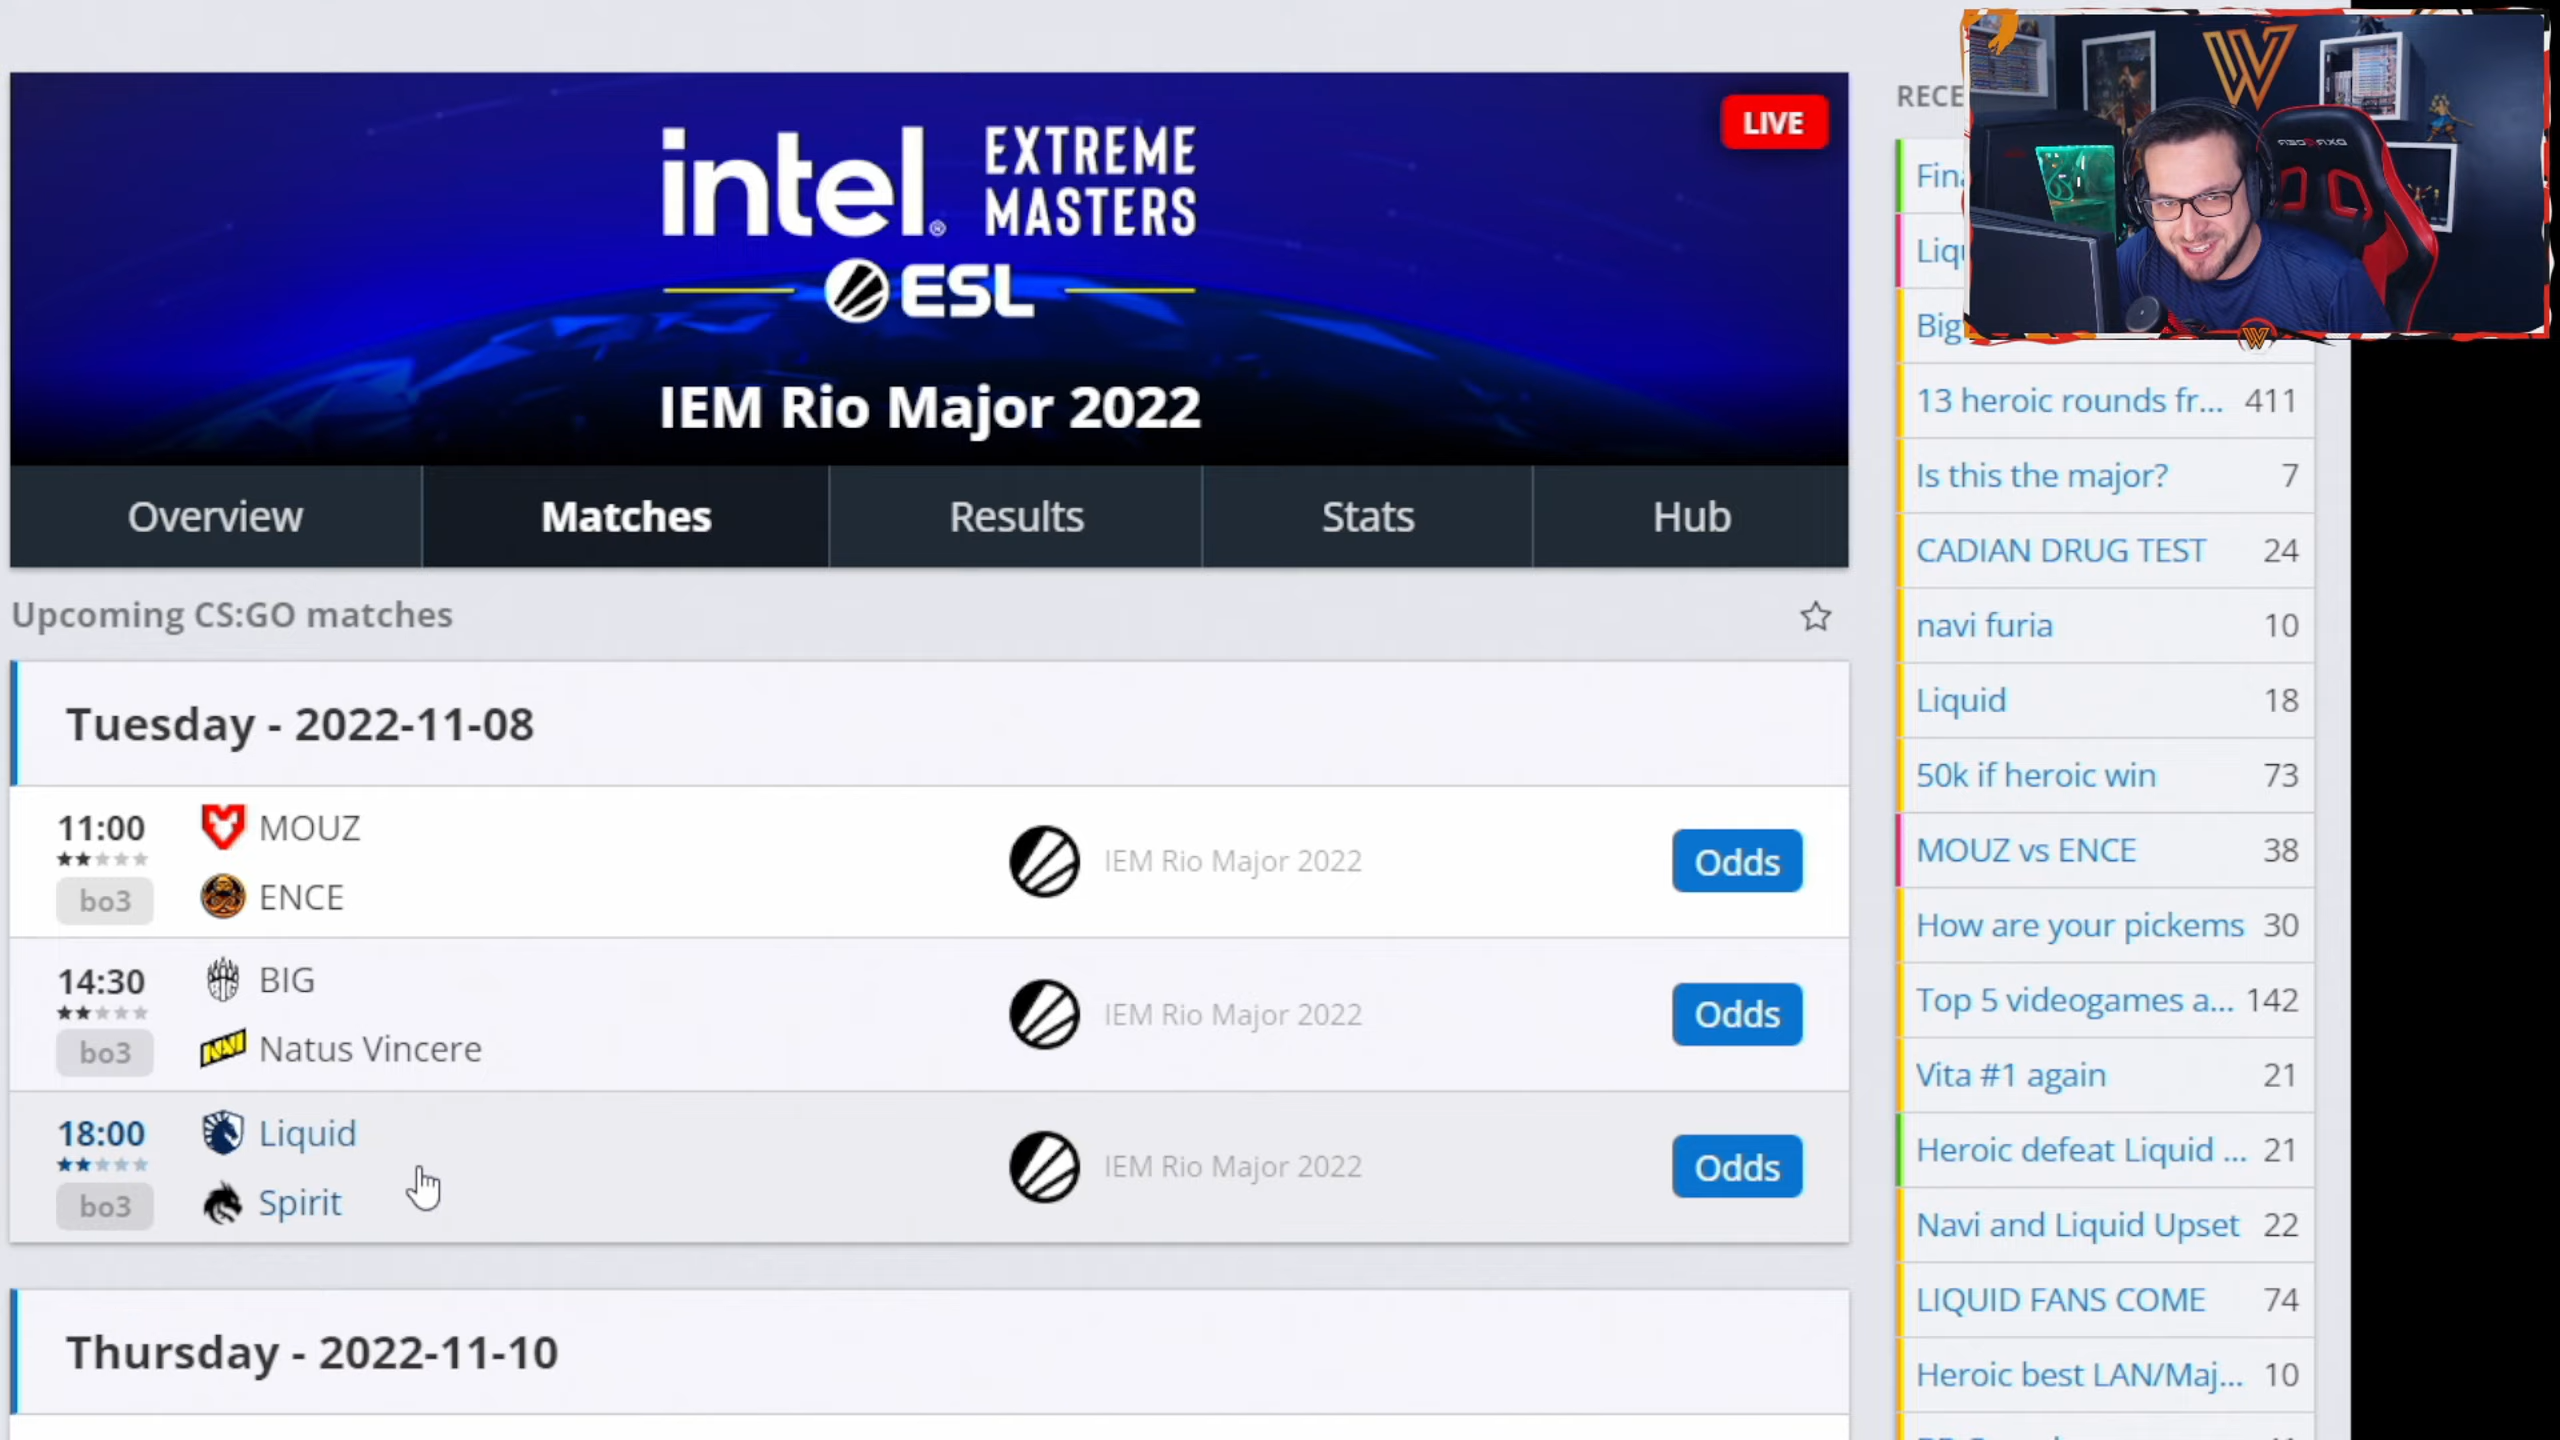 intel. EXTREME MASTERS
ESL
LIVE
IEM Rio Major 2022
Overview Matches Results Stats Hub
Upcoming CS:GO matches
Tuesday - 2022-11-08
11:00 MOUZ IEM Rio Major 2022 Odds
bo3 ENCE
14:30 BIG IEM Rio Major 2022 Odds
bo3 Natus Vincere
18:00 Liquid IEM Rio Major 2022 Odds
bo3 Spirit
Thursday - 2022-11-10
13 heroic rounds fr... 411
Is this the major? 7
CADIAN DRUG TEST 24
navi furia 10
Liquid 18
50k if heroic win 73
MOUZ vs ENCE 38
How are your pickems 30
Top 5 videogames a... 142
Vita #1 again 21
Heroic defeat Liquid ... 21
Navi and Liquid Upset 22
LIQUID FANS COME 74
Heroic best LAN/Maj... 10